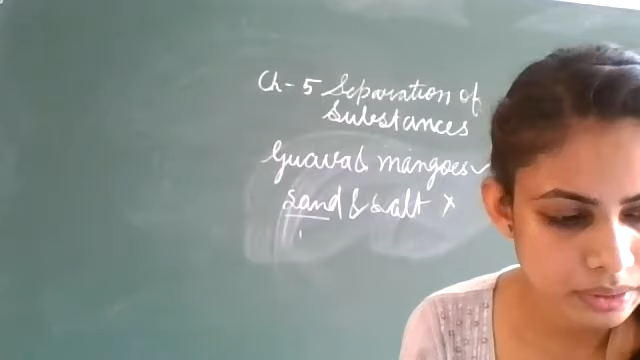 Ch- 5 Separation of
Substances
Guava & mangoes ✓
Sand & salt ×